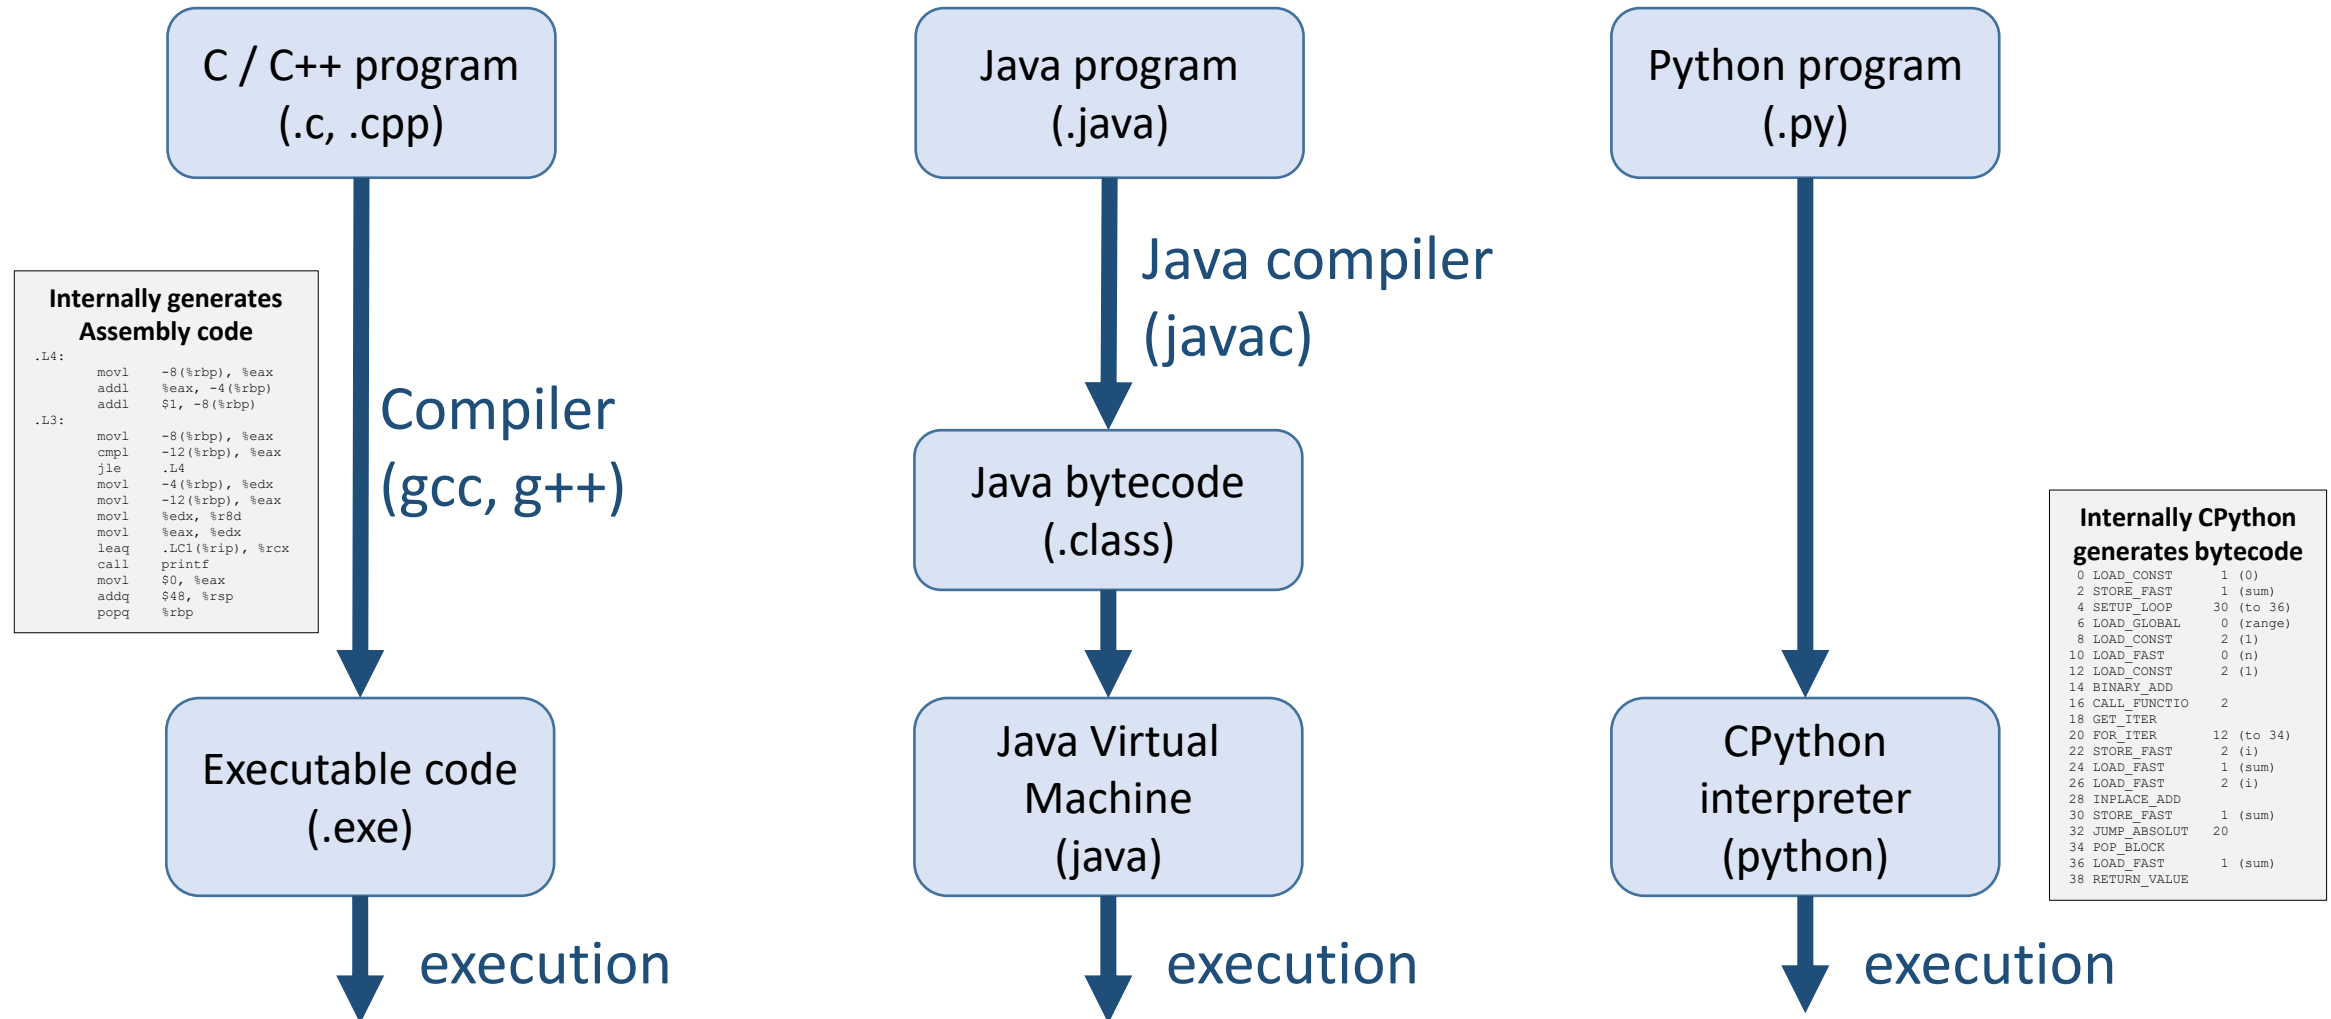 C / C++ program
(.c, .cpp)
Internally generates
Assembly code
.L4:
movl -8(%rbp), %eax
addl %eax, -4(%rbp)
addl $1, -8(%rbp)
.L3:
movl -8(%rbp), %eax
cmpl -12(%rbp), %eax
jle .L4
movl -4(%rbp), %edx
movl -12(%rbp), %eax
movl %edx, %r8d
movl %eax, %edx
leaq .LC1(%rip), %rcx
call printf
movl $0, %eax
addq $48, %rsp
popq %rbp
Compiler
(gcc, g++)
Executable code
(.exe)
execution
Java program
(.java)
Java compiler
(javac)
Java bytecode
(.class)
Java Virtual
Machine
(java)
execution
Python program
(.py)
CPython
interpreter
(python)
Internally CPython
generates bytecode
0 LOAD_CONST 1 (0)
2 STORE_FAST 1 (sum)
4 SETUP_LOOP 30 (to 36)
6 LOAD_GLOBAL 0 (range)
8 LOAD_CONST 2 (1)
10 LOAD_FAST 0 (n)
12 LOAD_CONST 2 (1)
14 BINARY_ADD
16 CALL_FUNCTIO 2
18 GET_ITER
20 FOR_ITER 12 (to 34)
22 STORE_FAST 2 (i)
24 LOAD_FAST 1 (sum)
26 LOAD_FAST 2 (i)
28 INPLACE_ADD
30 STORE_FAST 1 (sum)
32 JUMP_ABSOLUT 20
34 POP_BLOCK
36 LOAD_FAST 1 (sum)
38 RETURN_VALUE
execution